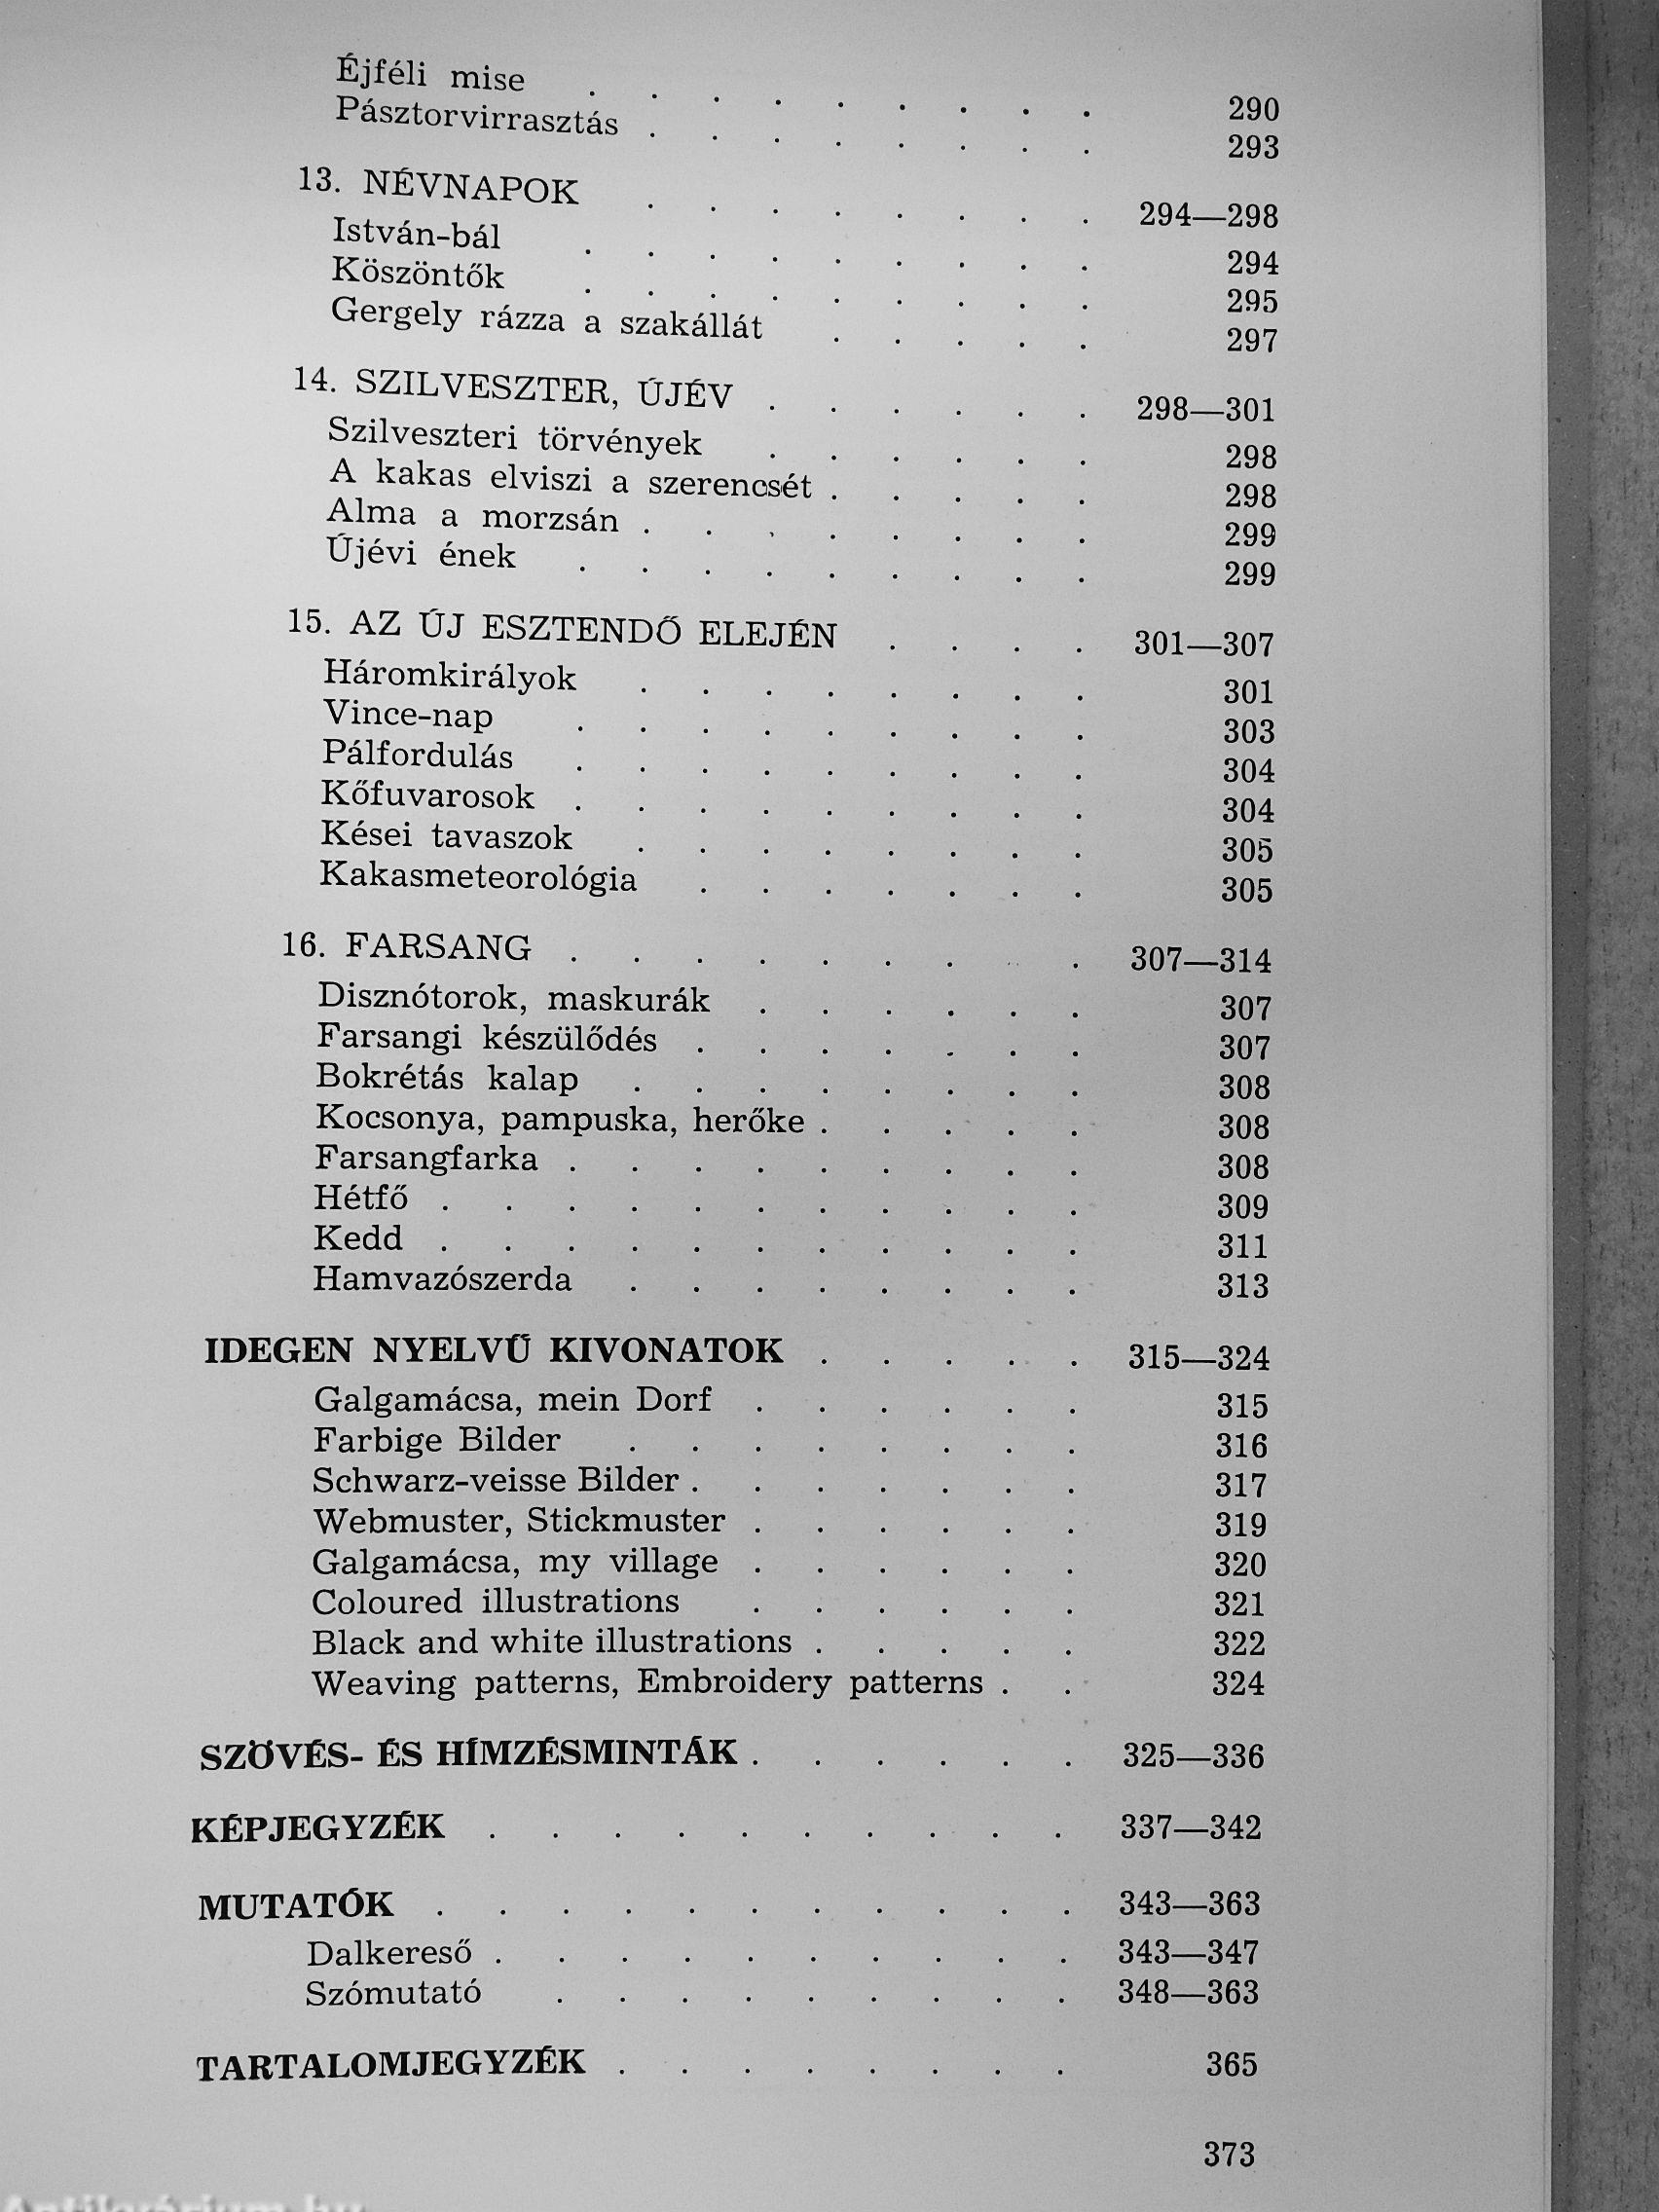 Éjféli mise . . . . . . . . . 290
Pásztorvirrasztás . . . . . . . . 293
13. NÉVNAPOK . . . . . . . . 294—298
István-bál . . . . . . . . . 294
Köszöntők . . . . . . . . . 295
Gergely rázza a szakállát . . . . . 297
14. SZILVESZTER, ÚJÉV . . . . . . 298—301
Szilveszteri törvények . . . . . . 298
A kakas elviszi a szerencsét . . . . . 298
Alma a morzsán . . . . . . . . 299
Újévi ének . . . . . . . . . 299
15. AZ ÚJ ESZTENDŐ ELEJÉN . . . . 301—307
Háromkirályok . . . . . . . . 301
Vince-nap . . . . . . . . . 303
Pálfordulás . . . . . . . . . 304
Kőfuvarosok . . . . . . . . . 304
Kései tavaszok . . . . . . . . 305
Kakasmeteorológia . . . . . . . 305
16. FARSANG . . . . . . . . . 307—314
Disznótorok, maskurák . . . . . . 307
Farsangi készülődés . . . . . . . 307
Bokrétás kalap . . . . . . . . 308
Kocsonya, pampuska, herőke . . . . . 308
Farsangfarka . . . . . . . . . 308
Hétfő . . . . . . . . . . . 309
Kedd . . . . . . . . . . . 311
Hamvazószerda . . . . . . . . 313
IDEGEN NYELVŰ KIVONATOK . . . . . 315—324
Galgamácsa, mein Dorf . . . . . . 315
Farbige Bilder . . . . . . . . 316
Schwarz-veisse Bilder . . . . . . . 317
Webmuster, Stickmuster . . . . . . 319
Galgamácsa, my village . . . . . . 320
Coloured illustrations . . . . . . 321
Black and white illustrations . . . . . 322
Weaving patterns, Embroidery patterns . . 324
SZÖVÉS- ÉS HÍMZÉSMINTÁK . . . . . . 325—336
KÉPJEGYZÉK . . . . . . . . . . 337—342
MUTATÓK . . . . . . . . . . . 343—363
Dalkereső . . . . . . . . . . 343—347
Szómutató . . . . . . . . . 348—363
TARTALOMJEGYZÉK . . . . . . . . 365
373
Antikvárium.hu